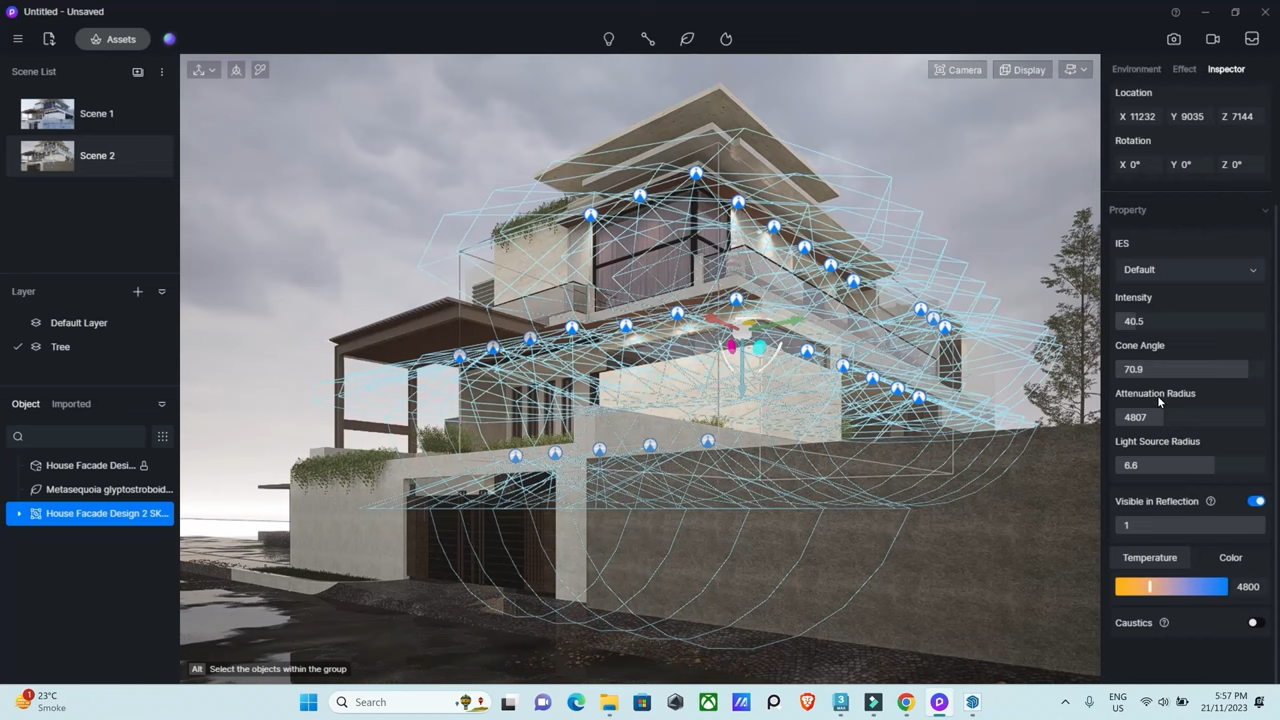 Untitled - Unsaved
Assets
Scene List
Scene 1
Scene 2
Layer
Default Layer
Tree
Object
Imported
House Facade Desi...
Metasequoia glyptostroboid...
House Facade Design 2 SK...
Camera
Display
Alt
Select the objects within the group
Environment
Effect
Inspector
Location
X 11232
Y 9035
Z 7144
Rotation
X 0°
Y 0°
Z 0°
Property
IES
Default
Intensity
40.5
Cone Angle
70.9
Attenuation Radius
4807
Light Source Radius
6.6
Visible in Reflection
1
Temperature
Color
4800
Caustics
1
23°C
Smoke
Search
ENG
US
5:57 PM
21/11/2023